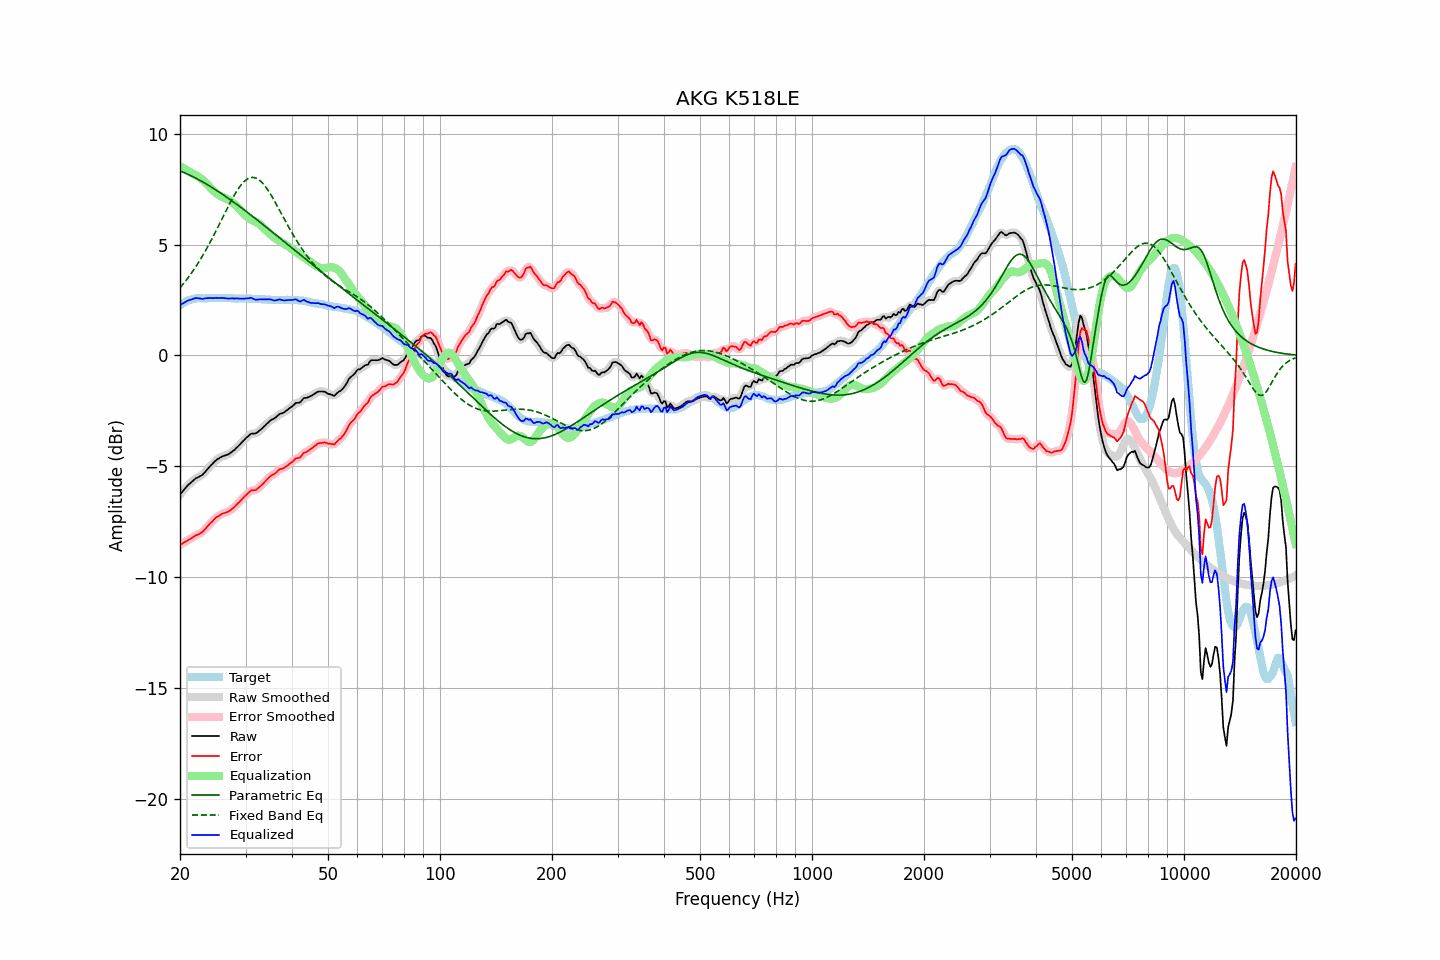 AKG K518LE
Amplitude (dBr)
10
5
0
−5
−10
−15
−20
Target
Raw Smoothed
Error Smoothed
Raw
Error
Equalization
Parametric Eq
Fixed Band Eq
Equalized
20 50 100 200 500 1000 2000 5000 10000 20000
Frequency (Hz)